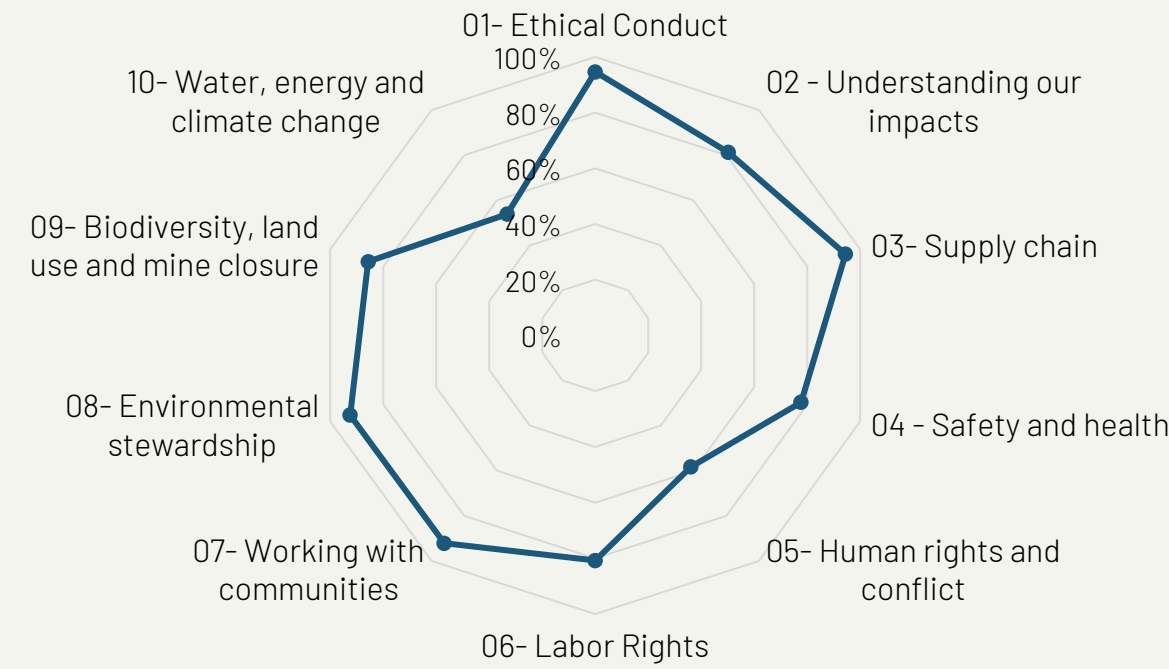 01- Ethical Conduct
100%
80%
60%
40%
20%
0%
02 - Understanding our
impacts
03- Supply chain
04 - Safety and health
05- Human rights and
conflict
06- Labor Rights
07- Working with
communities
08- Environmental
stewardship
09- Biodiversity, land
use and mine closure
10- Water, energy and
climate change